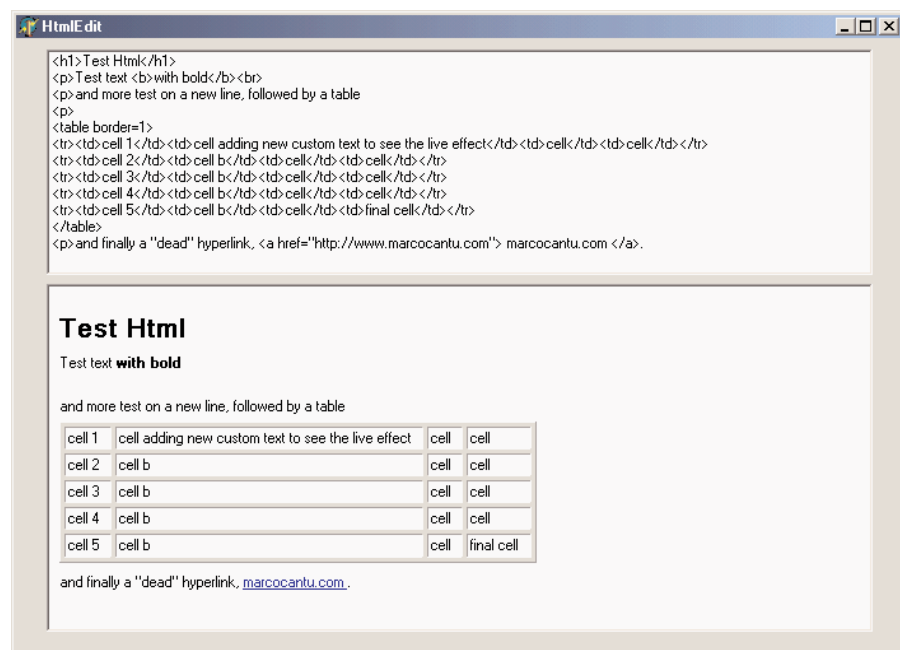 HtmlEdit
<h1>Test Html</h1>
<p>Test text <b>with bold</b><br>
<p>and more test on a new line, followed by a table
<p>
<table border=1>
<tr><td>cell 1</td><td>cell adding new custom text to see the live effect</td><td>cell</td><td>cell</td></tr>
<tr><td>cell 2</td><td>cell b</td><td>cell</td><td>cell</td></tr>
<tr><td>cell 3</td><td>cell b</td><td>cell</td><td>cell</td></tr>
<tr><td>cell 4</td><td>cell b</td><td>cell</td><td>cell</td></tr>
<tr><td>cell 5</td><td>cell b</td><td>cell</td><td>final cell</td></tr>
</table>
<p>and finally a "dead" hyperlink, <a href="http://www.marcocantu.com"> marcocantu.com </a>.
Test Html
Test text with bold
and more test on a new line, followed by a table
cell 1 cell adding new custom text to see the live effect cell cell
cell 2 cell b cell cell
cell 3 cell b cell cell
cell 4 cell b cell cell
cell 5 cell b cell final cell
and finally a "dead" hyperlink, marcocantu.com .